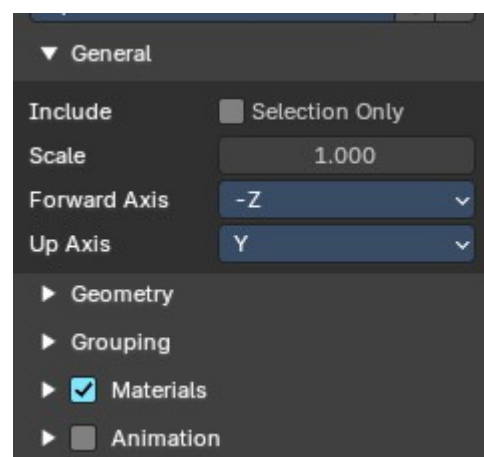 General
Include Selection Only
Scale 1.000
Forward Axis -Z
Up Axis Y
Geometry
Grouping
Materials
Animation